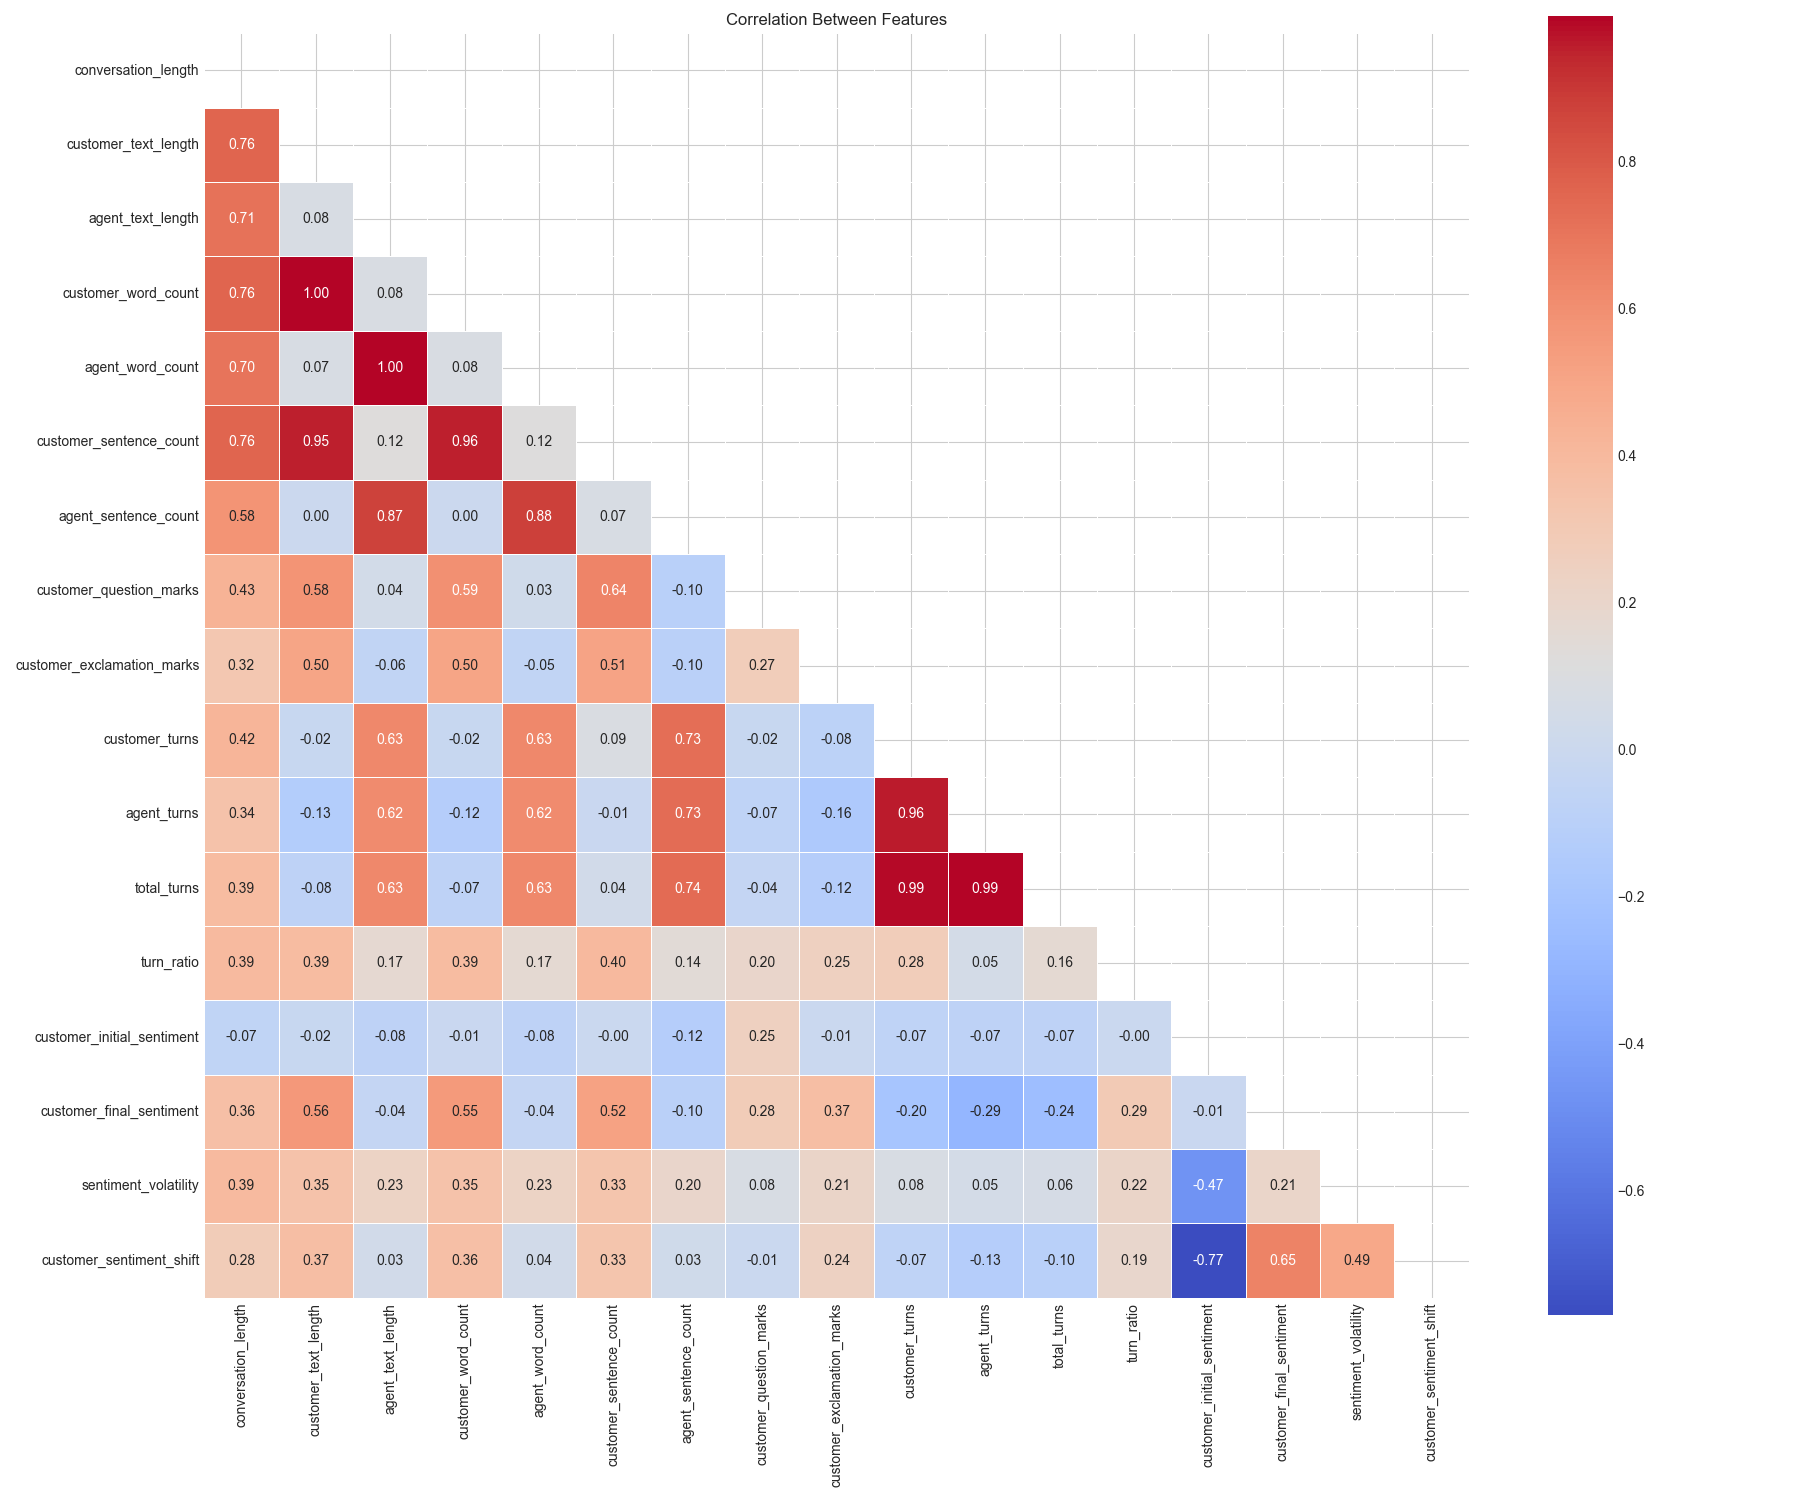 Correlation Between Features
conversation_length
customer_text_length 0.76
agent_text_length 0.71 0.08
customer_word_count 0.76 1.00 0.08
agent_word_count 0.70 0.07 1.00 0.08
customer_sentence_count 0.76 0.95 0.12 0.96 0.12
agent_sentence_count 0.58 0.00 0.87 0.00 0.88 0.07
customer_question_marks 0.43 0.58 0.04 0.59 0.03 0.64 -0.10
customer_exclamation_marks 0.32 0.50 -0.06 0.50 -0.05 0.51 -0.10 0.27
customer_turns 0.42 -0.02 0.63 -0.02 0.63 0.09 0.73 -0.02 -0.08
agent_turns 0.34 -0.13 0.62 -0.12 0.62 -0.01 0.73 -0.07 -0.16 0.96
total_turns 0.39 -0.08 0.63 -0.07 0.63 0.04 0.74 -0.04 -0.12 0.99 0.99
turn_ratio 0.39 0.39 0.17 0.39 0.17 0.40 0.14 0.20 0.25 0.28 0.05 0.16
customer_initial_sentiment -0.07 -0.02 -0.08 -0.01 -0.08 -0.00 -0.12 0.25 -0.01 -0.07 -0.07 -0.07 -0.00
customer_final_sentiment 0.36 0.56 -0.04 0.55 -0.04 0.52 -0.10 0.28 0.37 -0.20 -0.29 -0.24 0.29 -0.01
sentiment_volatility 0.39 0.35 0.23 0.35 0.23 0.33 0.20 0.08 0.21 0.08 0.05 0.06 0.22 -0.47 0.21
customer_sentiment_shift 0.28 0.37 0.03 0.36 0.04 0.33 0.03 -0.01 0.24 -0.07 -0.13 -0.10 0.19 -0.77 0.65 0.49
conversation_length
customer_text_length
agent_text_length
customer_word_count
agent_word_count
customer_sentence_count
agent_sentence_count
customer_question_marks
customer_exclamation_marks
customer_turns
agent_turns
total_turns
turn_ratio
customer_initial_sentiment
customer_final_sentiment
sentiment_volatility
customer_sentiment_shift
0.8
0.6
0.4
0.2
0.0
−0.2
−0.4
−0.6